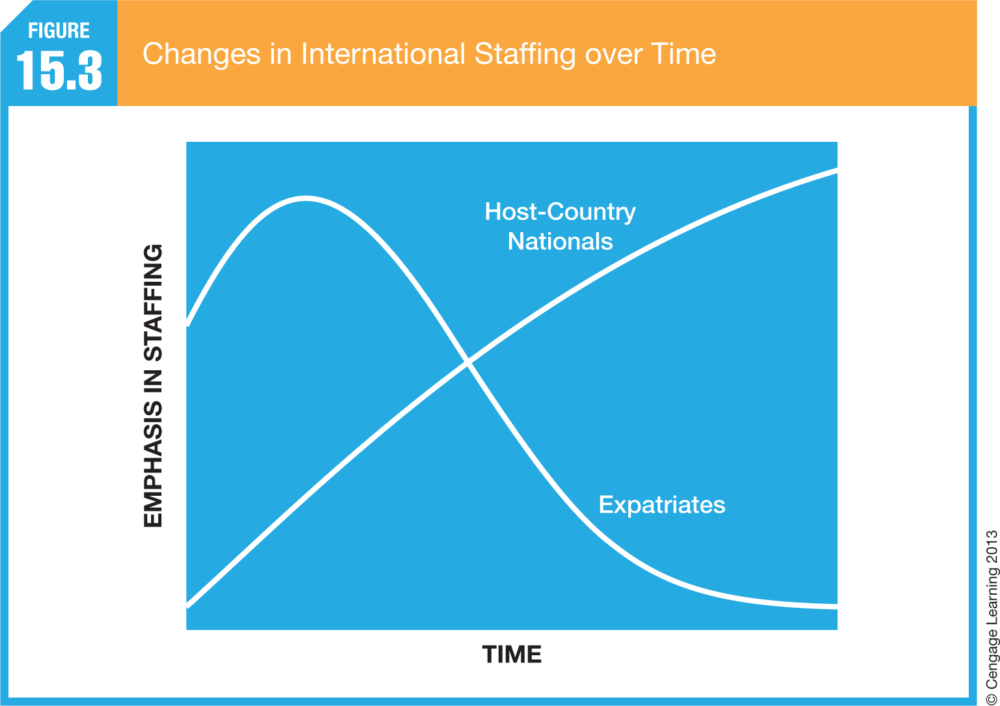 FIGURE
15.3
Changes in International Staffing over Time
EMPHASIS IN STAFFING
Host-Country
Nationals
Expatriates
TIME
© Cengage Learning 2013